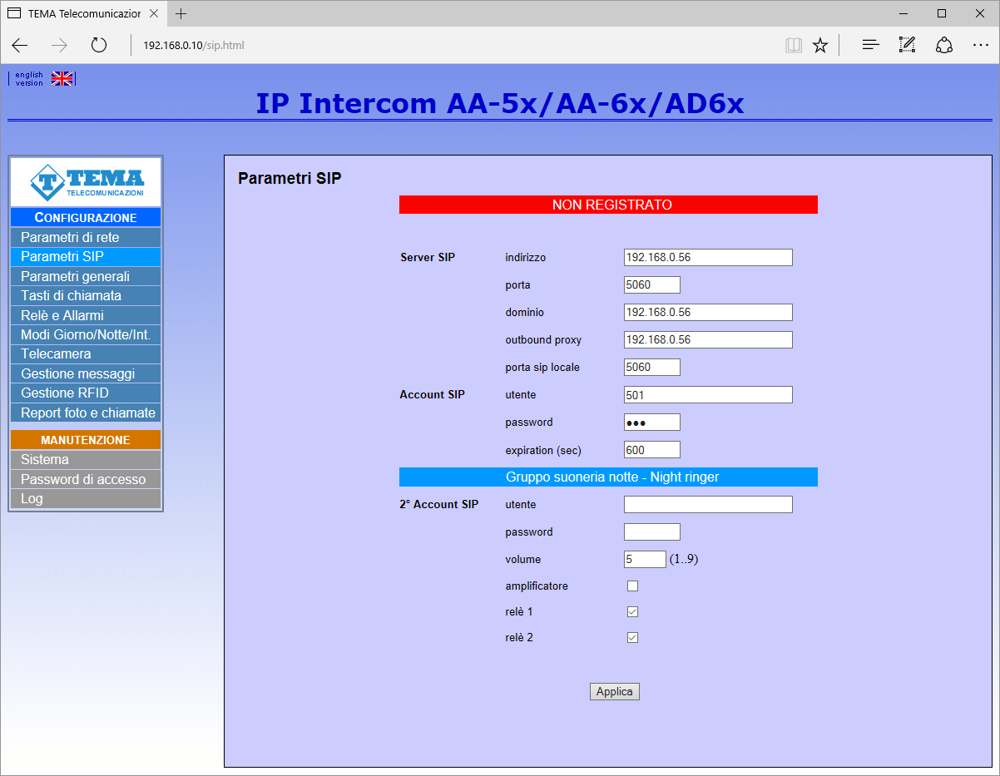 TEMA Telecomunicazior
192.168.0.10/sip.html
english
version
IP Intercom AA-5x/AA-6x/AD6x
T TEMA
TELECOMUNICAZIONI
CONFIGURAZIONE
Parametri di rete
Parametri SIP
Parametri generali
Tasti di chiamata
Relè e Allarmi
Modi Giorno/Notte/Int.
Telecamera
Gestione messaggi
Gestione RFID
Report foto e chiamate
MANUTENZIONE
Sistema
Password di accesso
Log
Parametri SIP
NON REGISTRATO
Server SIP indirizzo 192.168.0.56
porta 5060
dominio 192.168.0.56
outbound proxy 192.168.0.56
porta sip locale 5060
Account SIP utente 501
password ●●●
expiration (sec) 600
Gruppo suoneria notte - Night ringer
2° Account SIP utente
password
volume 5 (1..9)
amplificatore
relè 1
relè 2
Applica